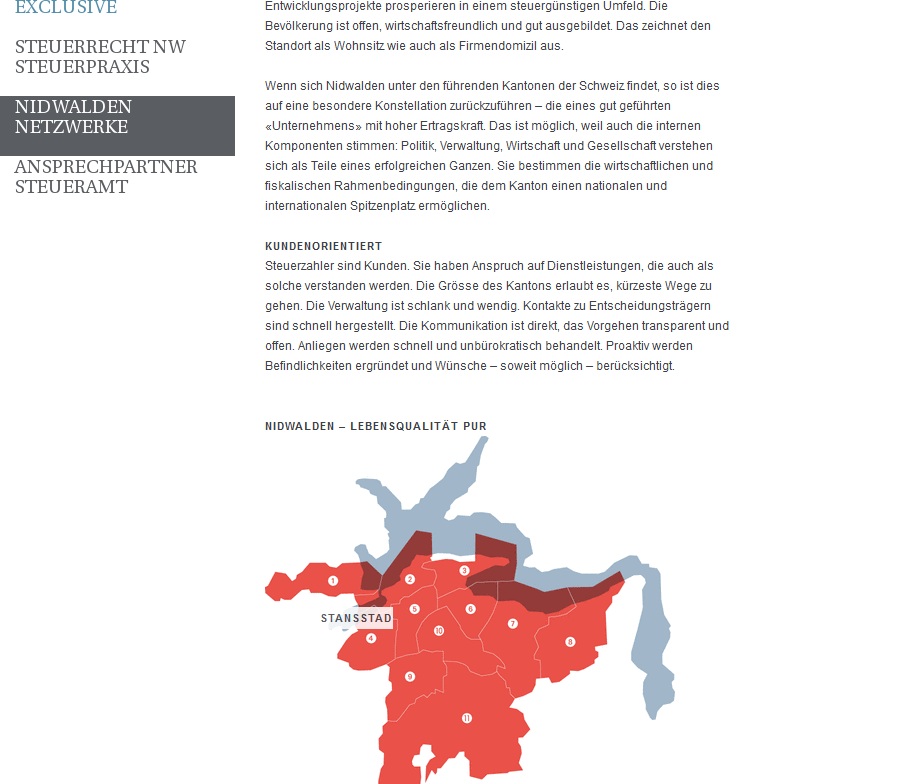 EXCLUSIVE
STEUERRECHT NW
STEUERPRAXIS
NIDWALDEN
NETZWERKE
ANSPRECHPARTNER
STEUERAMT
Entwicklungsprojekte prosperieren in einem steuergünstigen Umfeld. Die
Bevölkerung ist offen, wirtschaftsfreundlich und gut ausgebildet. Das zeichnet den
Standort als Wohnsitz wie auch als Firmendomizil aus.
Wenn sich Nidwalden unter den führenden Kantonen der Schweiz findet, so ist dies
auf eine besondere Konstellation zurückzuführen – die eines gut geführten
«Unternehmens» mit hoher Ertragskraft. Das ist möglich, weil auch die internen
Komponenten stimmen: Politik, Verwaltung, Wirtschaft und Gesellschaft verstehen
sich als Teile eines erfolgreichen Ganzen. Sie bestimmen die wirtschaftlichen und
fiskalischen Rahmenbedingungen, die dem Kanton einen nationalen und
internationalen Spitzenplatz ermöglichen.
KUNDENORIENTIERT
Steuerzahler sind Kunden. Sie haben Anspruch auf Dienstleistungen, die auch als
solche verstanden werden. Die Grösse des Kantons erlaubt es, kürzeste Wege zu
gehen. Die Verwaltung ist schlank und wendig. Kontakte zu Entscheidungsträgern
sind schnell hergestellt. Die Kommunikation ist direkt, das Vorgehen transparent und
offen. Anliegen werden schnell und unbürokratisch behandelt. Proaktiv werden
Befindlichkeiten ergründet und Wünsche – soweit möglich – berücksichtigt.
NIDWALDEN – LEBENSQUALITÄT PUR
3
1
2
5
6
STANSSTAD
7
10
4
8
9
11